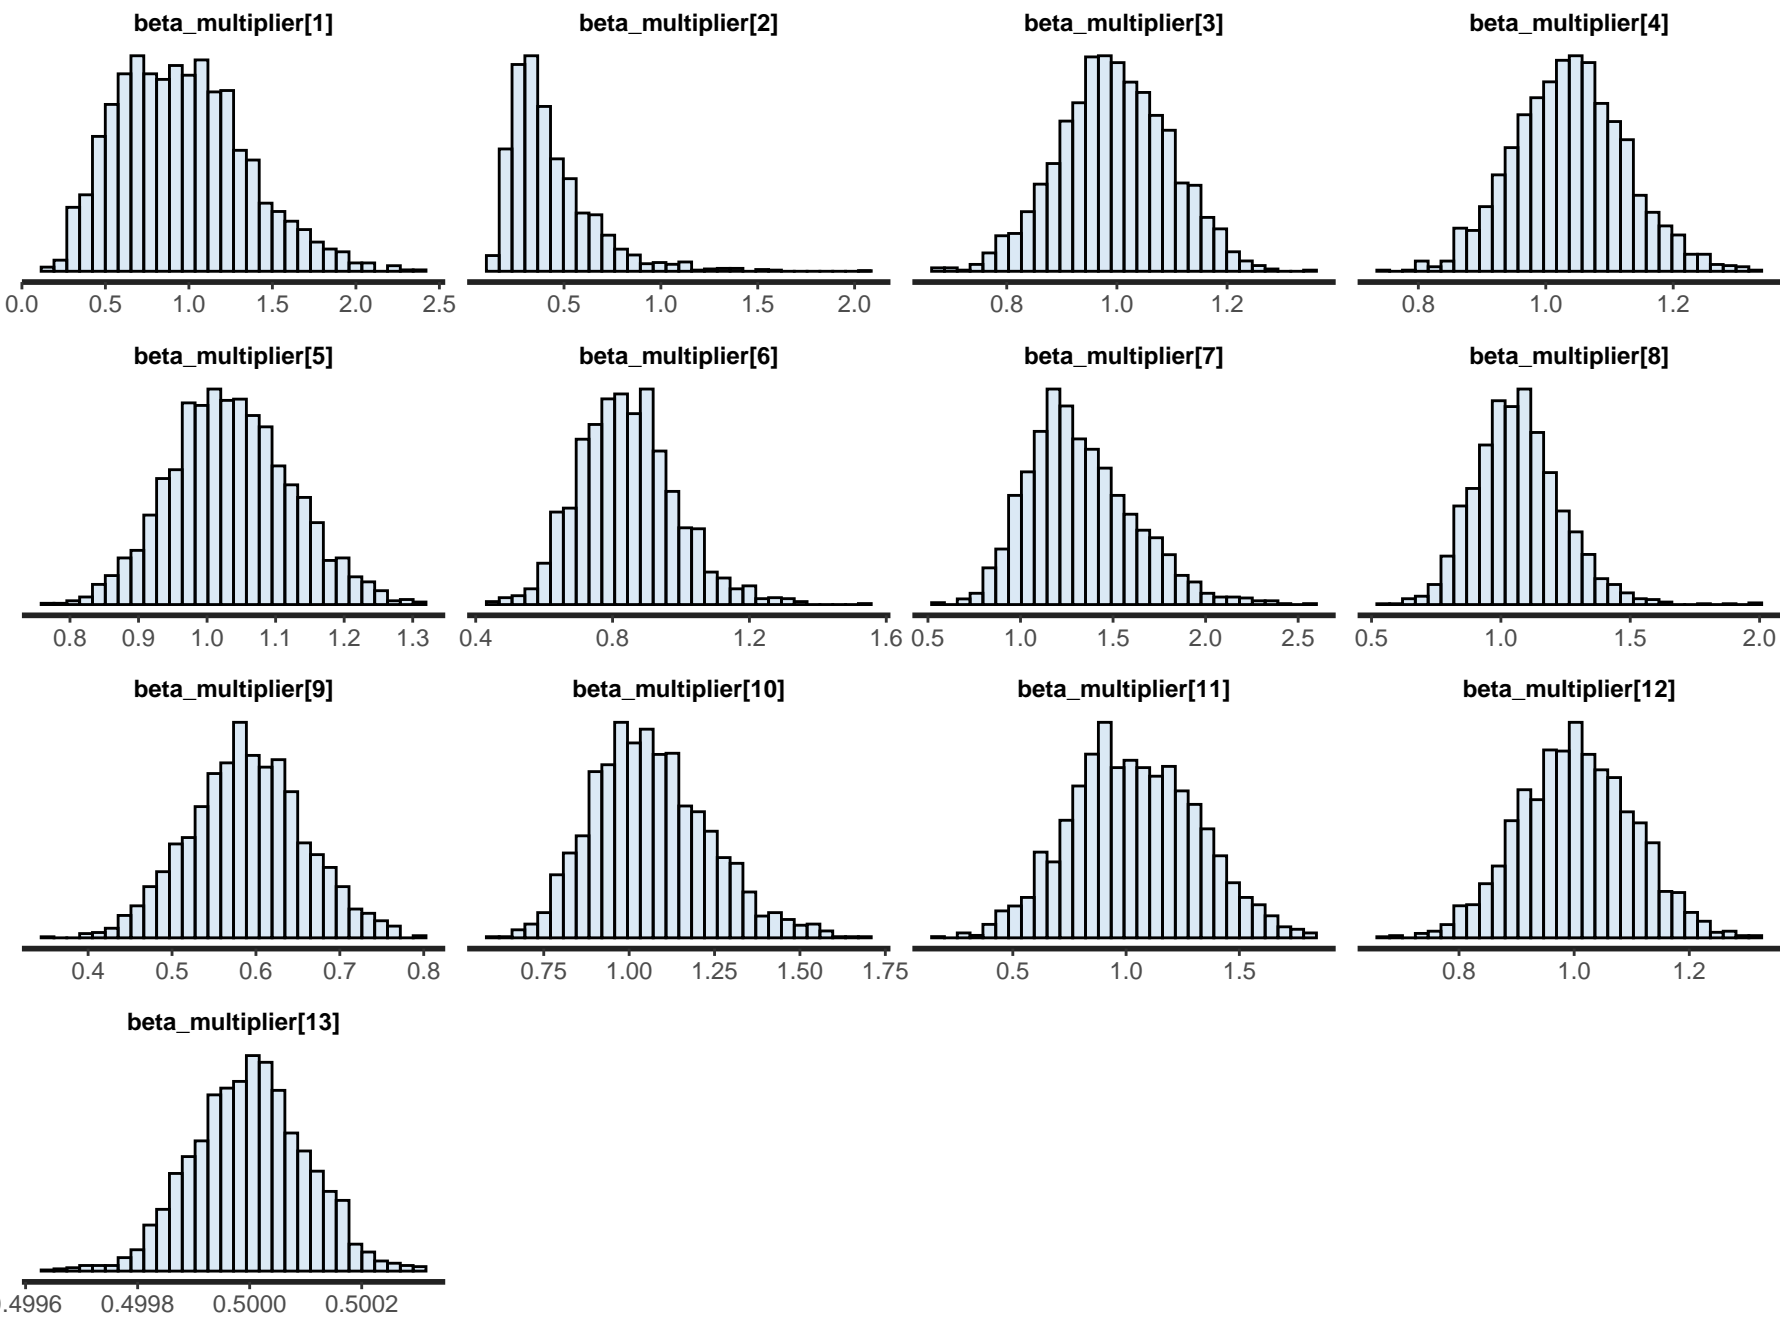 beta_multiplier[1] beta_multiplier[2] beta_multiplier[3] beta_multiplier[4]
0.0 0.5 1.0 1.5 2.0 2.5 0.5 1.0 1.5 2.0 0.8 1.0 1.2 0.8 1.0 1.2
beta_multiplier[5] beta_multiplier[6] beta_multiplier[7] beta_multiplier[8]
0.8 0.9 1.0 1.1 1.2 1.3 0.4 0.8 1.2 1.6 0.5 1.0 1.5 2.0 2.5 0.5 1.0 1.5 2.0
beta_multiplier[9] beta_multiplier[10] beta_multiplier[11] beta_multiplier[12]
0.4 0.5 0.6 0.7 0.8 0.75 1.00 1.25 1.50 1.75 0.5 1.0 1.5 0.8 1.0 1.2
beta_multiplier[13]
.4996 0.4998 0.5000 0.5002